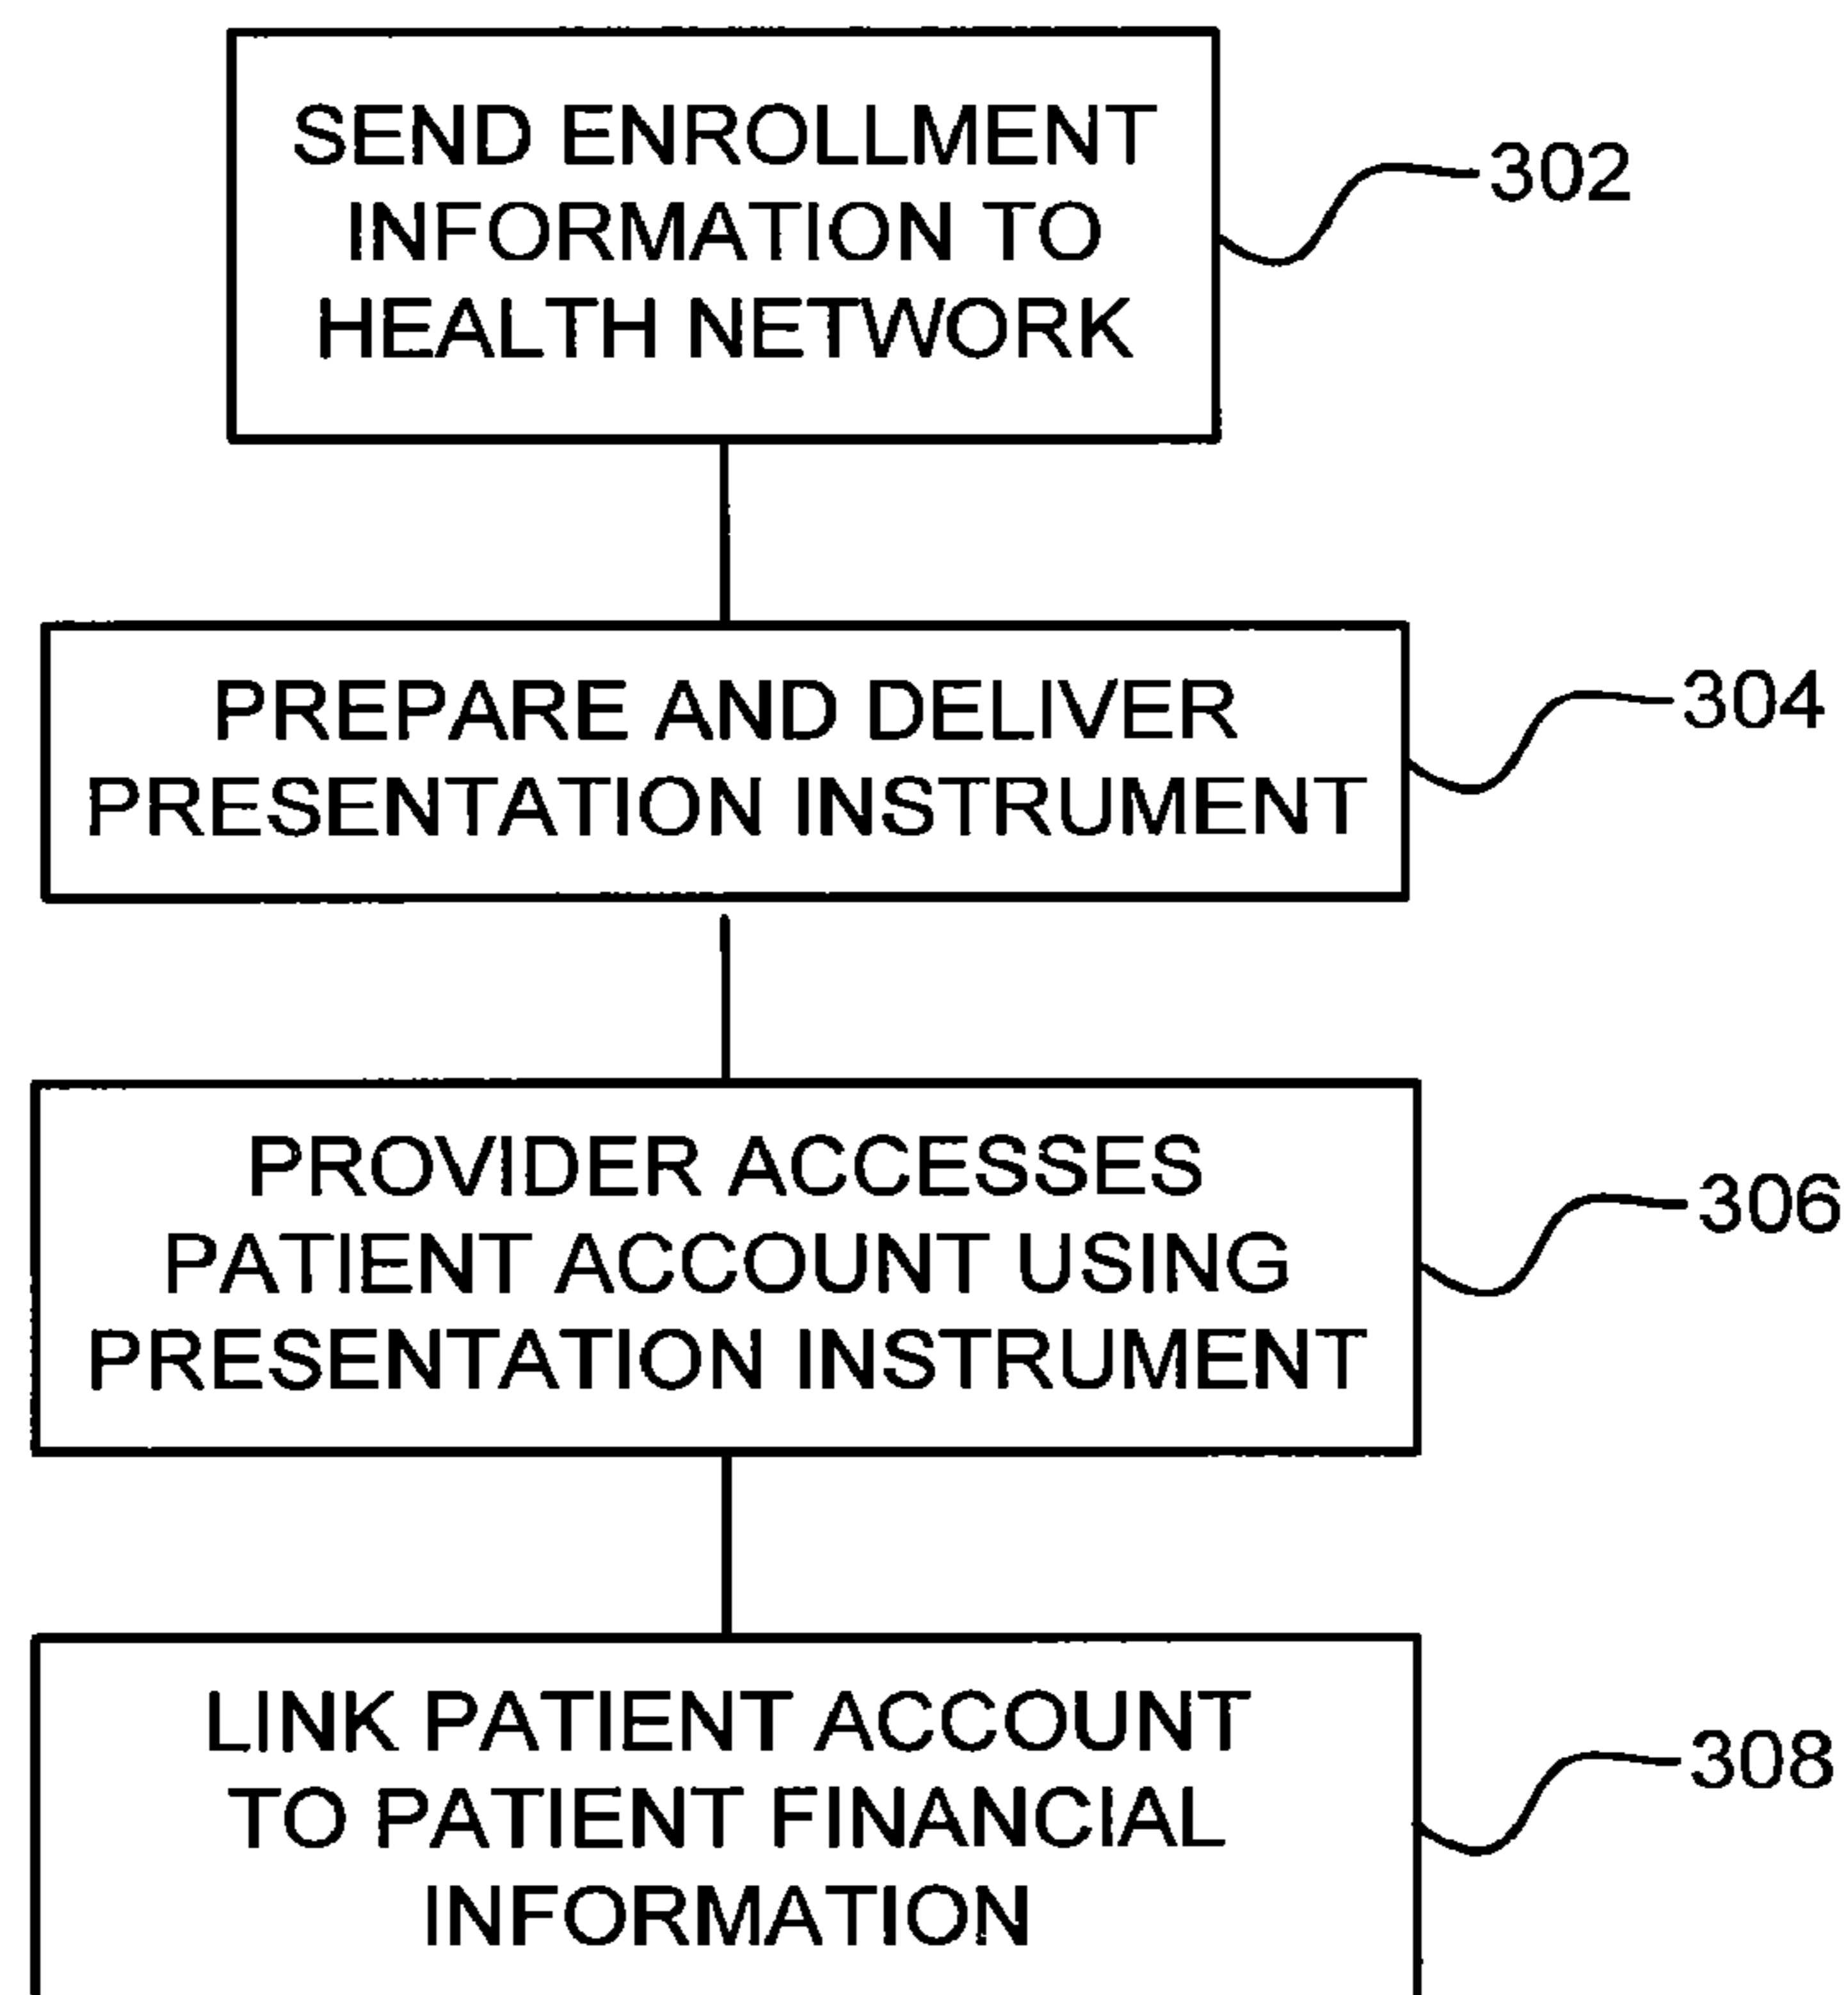 SEND ENROLLMENT
INFORMATION TO
HEALTH NETWORK
302
PREPARE AND DELIVER
PRESENTATION INSTRUMENT
304
PROVIDER ACCESSES
PATIENT ACCOUNT USING
PRESENTATION INSTRUMENT
306
LINK PATIENT ACCOUNT
TO PATIENT FINANCIAL
INFORMATION
308